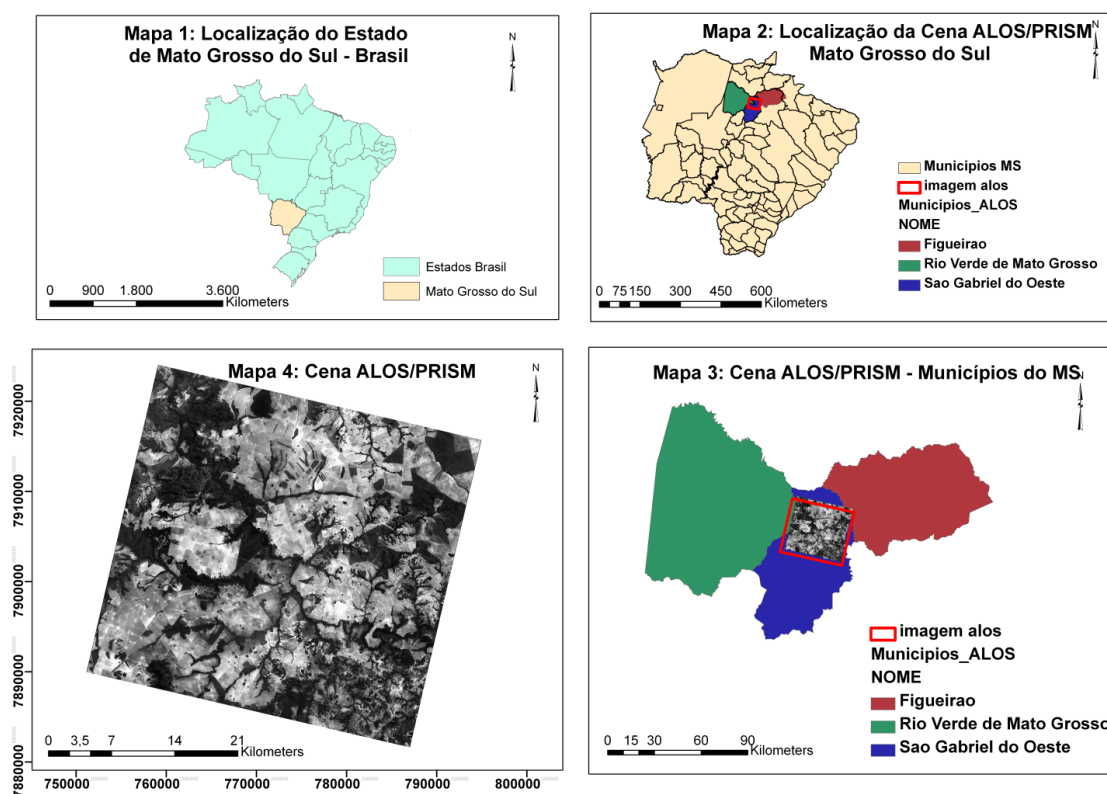 Mapa 1: Localização do Estado
de Mato Grosso do Sul - Brasil
N
Estados Brasil
Mato Grosso do Sul
0 900 1.800 3.600
Kilometers
Mapa 2: Localização da Cena ALOS/PRISM
Mato Grosso do Sul
N
Municipios MS
imagem alos
Municipios_ALOS
NOME
Figueirao
Rio Verde de Mato Grosso
Sao Gabriel do Oeste
0 75 150 300 450 600
Kilometers
Mapa 4: Cena ALOS/PRISM
N
7920000
7910000
7900000
7890000
7880000
0 3,5 7 14 21
Kilometers
750000 760000 770000 780000 790000 800000
Mapa 3: Cena ALOS/PRISM - Municípios do MS
N
imagem alos
Municipios_ALOS
NOME
Figueirao
Rio Verde de Mato Grosso
Sao Gabriel do Oeste
0 15 30 60 90
Kilometers